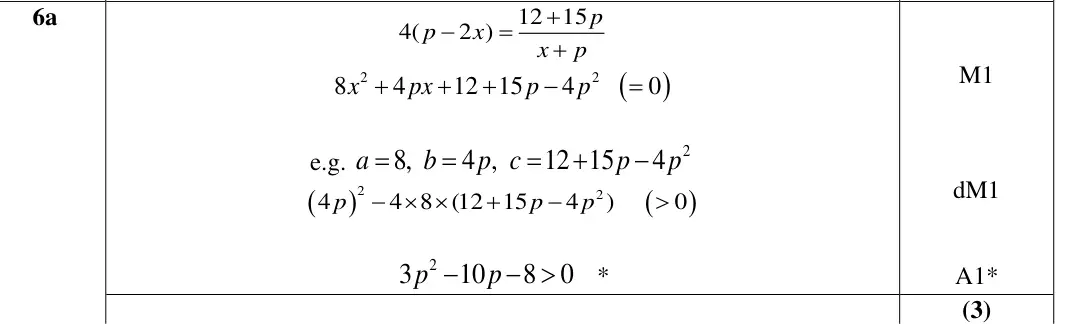 6a
4(p − 2x) = \frac{12 + 15p}{x + p}
M1
8x² + 4px + 12 + 15p − 4p² (= 0)
e.g. a = 8, b = 4p, c = 12 + 15p − 4p²
(4p)² − 4 × 8 × (12 + 15p − 4p²) (> 0)
dM1
3p² − 10p − 8 > 0 *
A1*
(3)